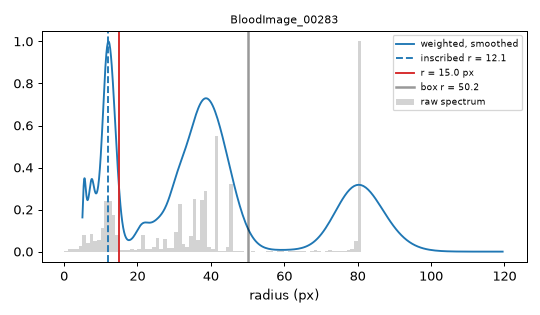 BloodImage_00283
1.0
0.8
0.6
0.4
0.2
0.0
0 20 40 60 80 100 120
radius (px)
weighted, smoothed
inscribed r = 12.1
r = 15.0 px
box r = 50.2
raw spectrum